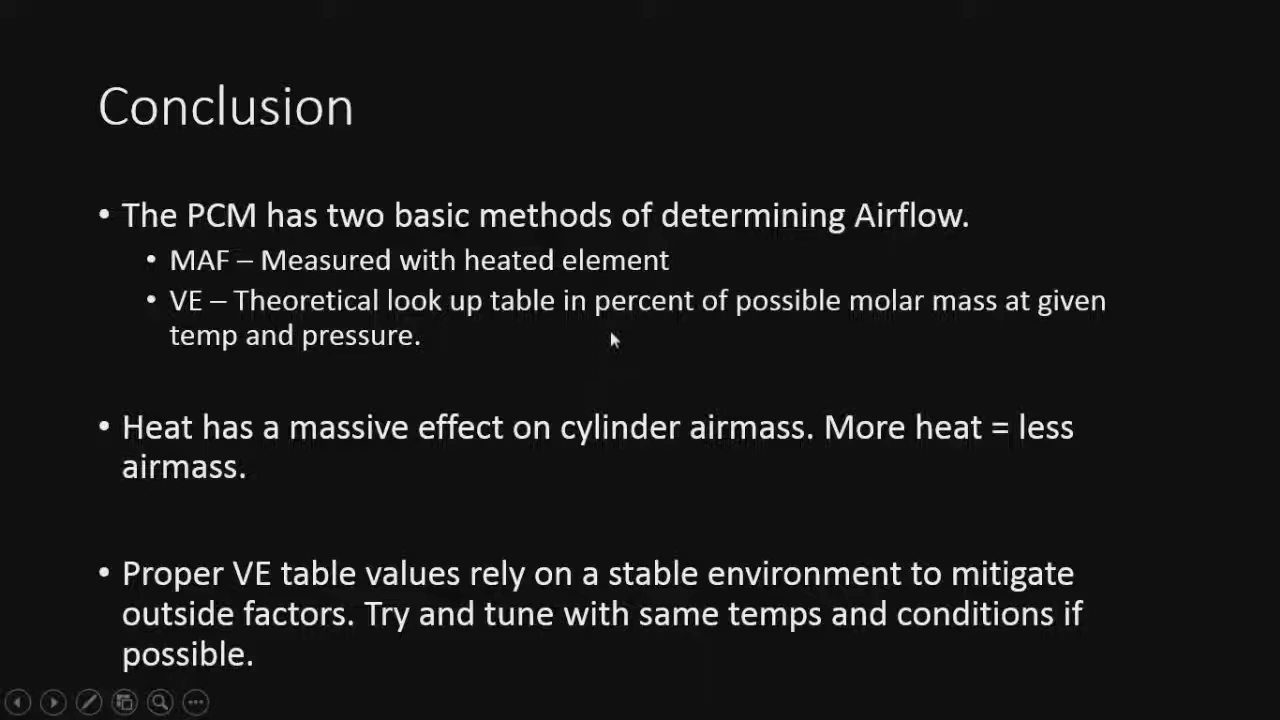 Conclusion
• The PCM has two basic methods of determining Airflow.
• MAF – Measured with heated element
• VE – Theoretical look up table in percent of possible molar mass at given
temp and pressure.
• Heat has a massive effect on cylinder airmass. More heat = less
airmass.
• Proper VE table values rely on a stable environment to mitigate
outside factors. Try and tune with same temps and conditions if
possible.